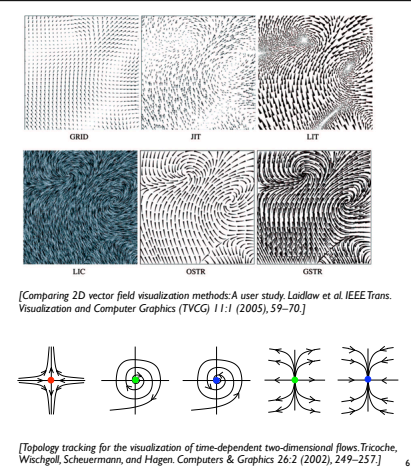 GRID JIT LIT
LIC OSTR GSTR
[Comparing 2D vector field visualization methods: A user study. Laidlaw et al. IEEE Trans.
Visualization and Computer Graphics (TVCG) 11:1 (2005), 59–70.]
[Topology tracking for the visualization of time-dependent two-dimensional flows. Tricoche,
Wischgoll, Scheuermann, and Hagen. Computers & Graphics 26:2 (2002), 249–257.]
6